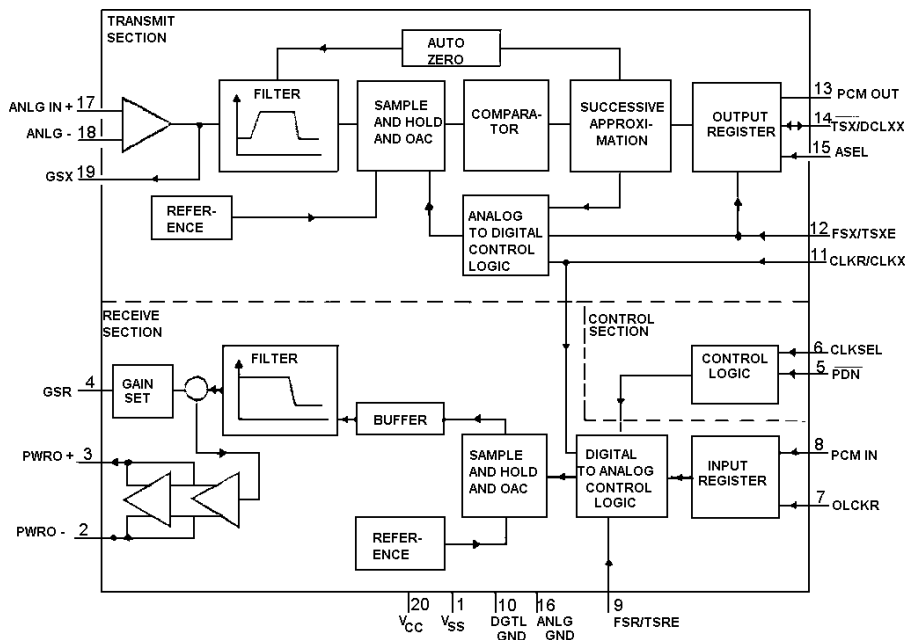 TRANSMIT
SECTION
AUTO
ZERO
ANLG IN + 17
ANLG - 18
GSX 19
FILTER
SAMPLE
AND HOLD
AND OAC
COMPARA-
TOR
SUCCESSIVE
APPROXI-
MATION
OUTPUT
REGISTER
13 PCM OUT
14 TSX/DCLXX
15 ASEL
REFER-
ENCE
ANALOG
TO DIGITAL
CONTROL
LOGIC
12 FSX/TSXE
11 CLKR/CLKX
RECEIVE
SECTION
CONTROL
SECTION
GSR 4
GAIN
SET
FILTER
BUFFER
CONTROL
LOGIC
6 CLKSEL
5 PDN
PWRO + 3
PWRO - 2
SAMPLE
AND HOLD
AND OAC
DIGITAL
TO ANALOG
CONTROL
LOGIC
INPUT
REGISTER
8 PCM IN
7 OLCKR
REFER-
ENCE
20
VCC
1
VSS
10
DGTL
GND
16
ANLG
GND
9
FSR/TSRE